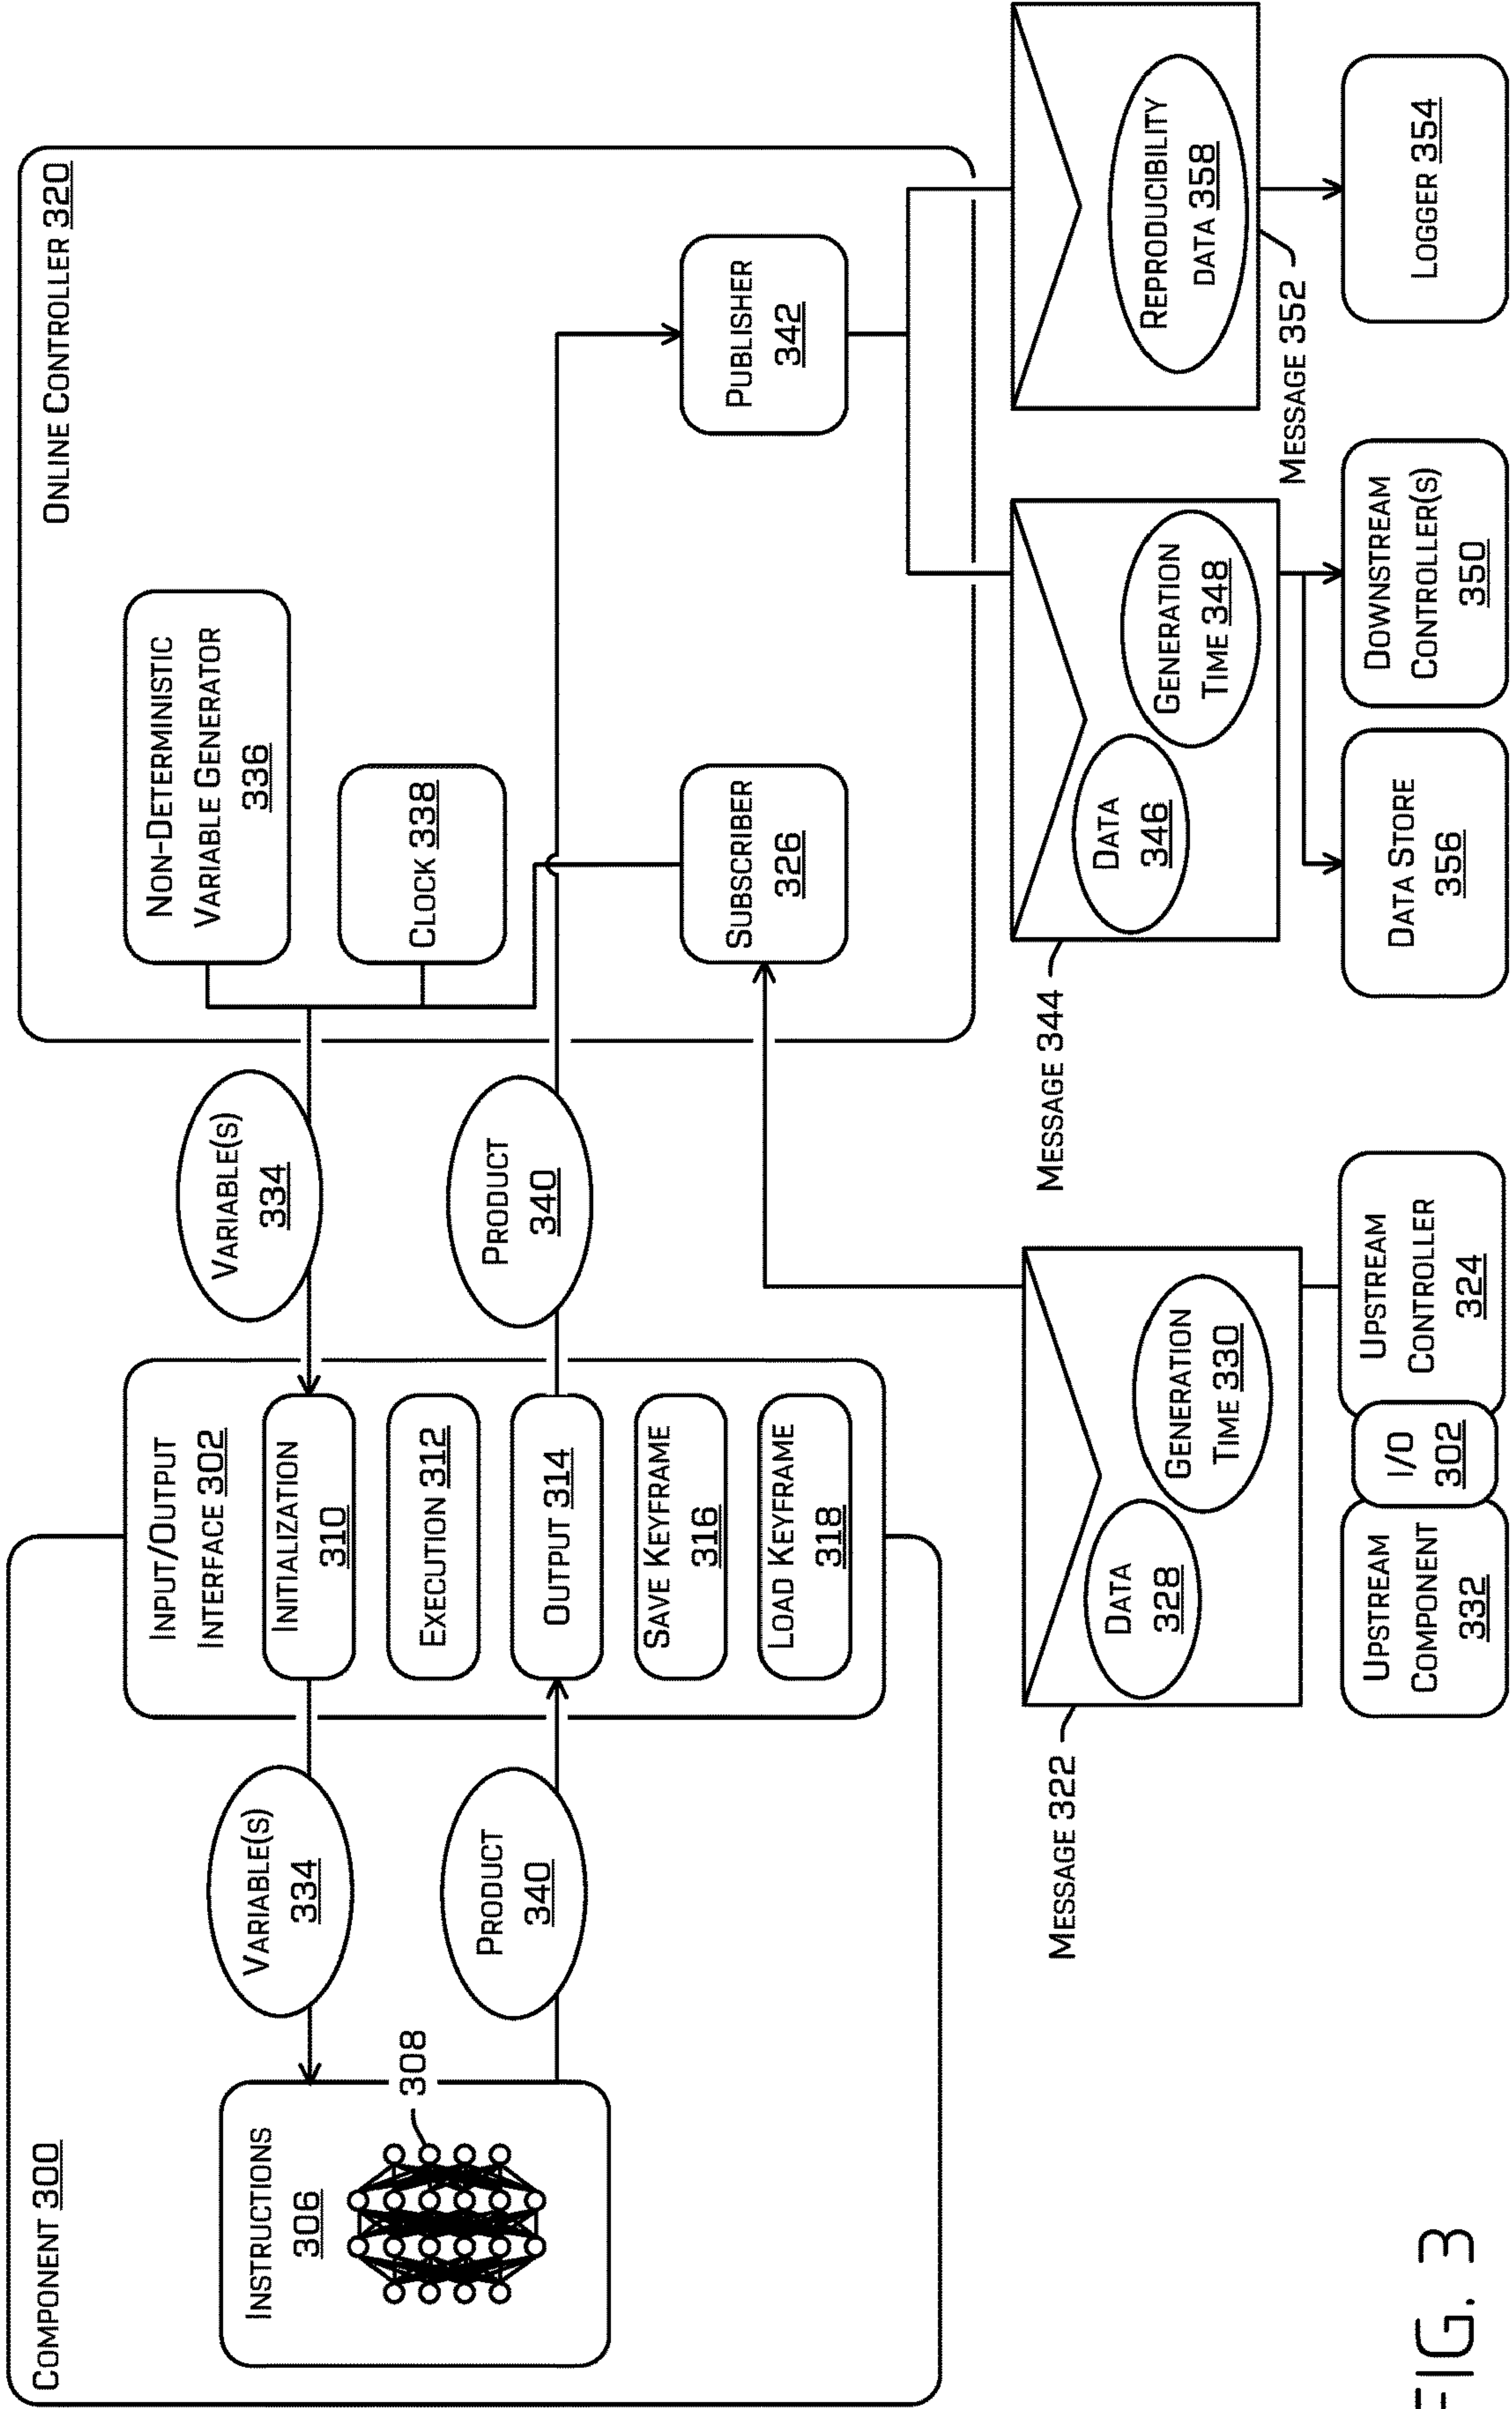 COMPONENT 300
INSTRUCTIONS
306
308
VARIABLE(S)
334
PRODUCT
340
INPUT/OUTPUT
INTERFACE 302
INITIALIZATION
310
EXECUTION 312
OUTPUT 314
SAVE KEYFRAME
316
LOAD KEYFRAME
318
VARIABLE(S)
334
PRODUCT
340
ONLINE CONTROLLER 320
NON-DETERMINISTIC
VARIABLE GENERATOR
336
CLOCK 338
SUBSCRIBER
326
PUBLISHER
342
MESSAGE 322
DATA
328
GENERATION
TIME 330
UPSTREAM
COMPONENT
332
I/O
302
UPSTREAM
CONTROLLER
324
MESSAGE 344
DATA
346
GENERATION
TIME 348
DATA STORE
356
DOWNSTREAM
CONTROLLER(S)
350
MESSAGE 352
REPRODUCIBILITY
DATA 358
LOGGER 354
FIG. 3